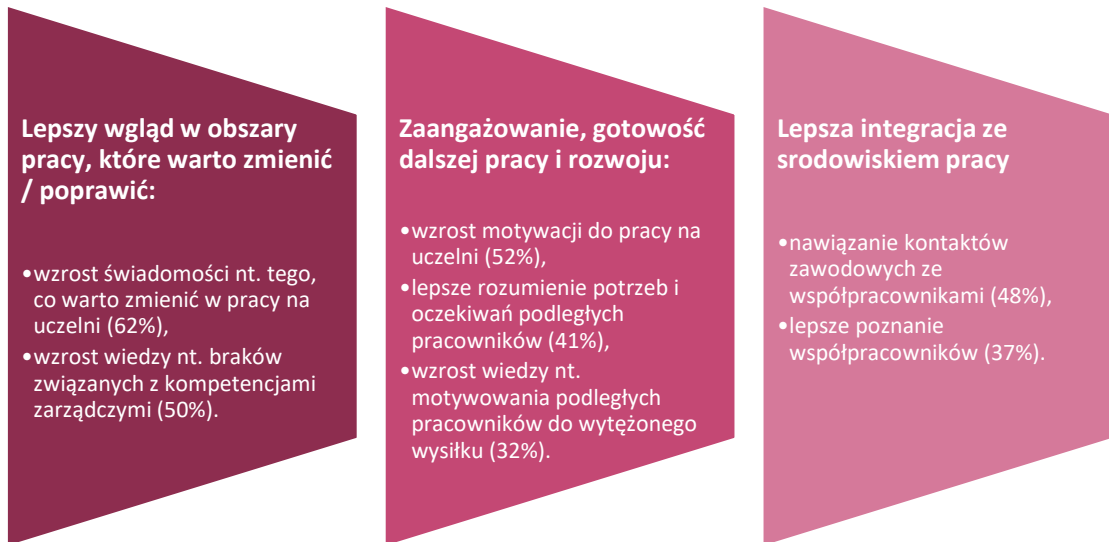 Lepszy wgląd w obszary
pracy, które warto zmienić
/ poprawić:
•wzrost świadomości nt. tego,
co warto zmienić w pracy na
uczelni (62%),
•wzrost wiedzy nt. braków
związanych z kompetencjami
zarządczymi (50%).
Zaangażowanie, gotowość
dalszej pracy i rozwoju:
•wzrost motywacji do pracy na
uczelni (52%),
•lepsze rozumienie potrzeb i
oczekiwań podległych
pracowników (41%),
•wzrost wiedzy nt.
motywowania podległych
pracowników do wytężonego
wysiłku (32%).
Lepsza integracja ze
srodowiskiem pracy
•nawiązanie kontaktów
zawodowych ze
współpracownikami (48%),
•lepsze poznanie
współpracowników (37%).